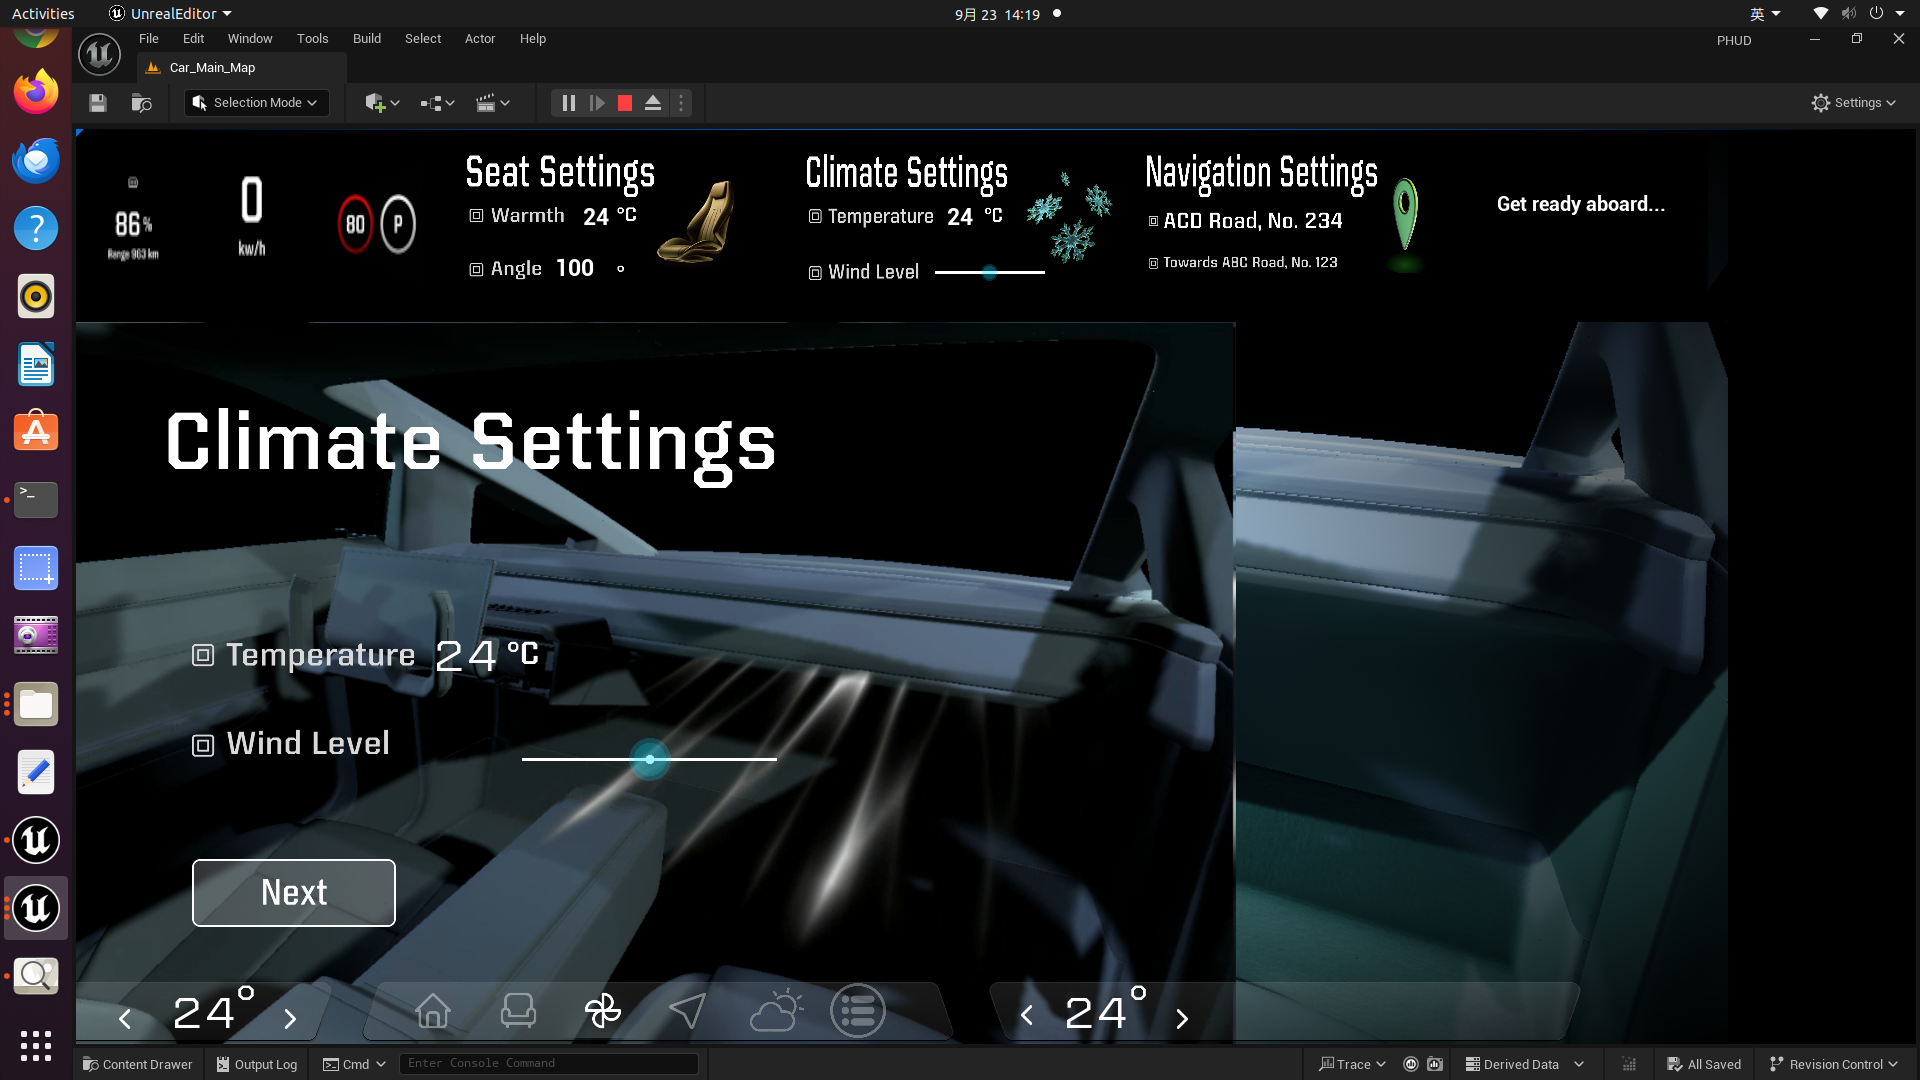 Activities UnrealEditor 9月 23 14:19 英
File Edit Window Tools Build Select Actor Help PHUD
Car_Main_Map
Selection Mode Settings
Seat Settings
Warmth 24 °C
Angle 100 °
Climate Settings
Temperature 24 °C
Wind Level
Navigation Settings
ACD Road, No. 234
Towards ABC Road, No. 123
Get ready aboard...
86 %
Range 963 km
0
kw/h
80 P
Climate Settings
Temperature 24 °C
Wind Level
Next
< 24° >
< 24° >
Content Drawer Output Log Cmd Enter Console Command Trace Derived Data All Saved Revision Control